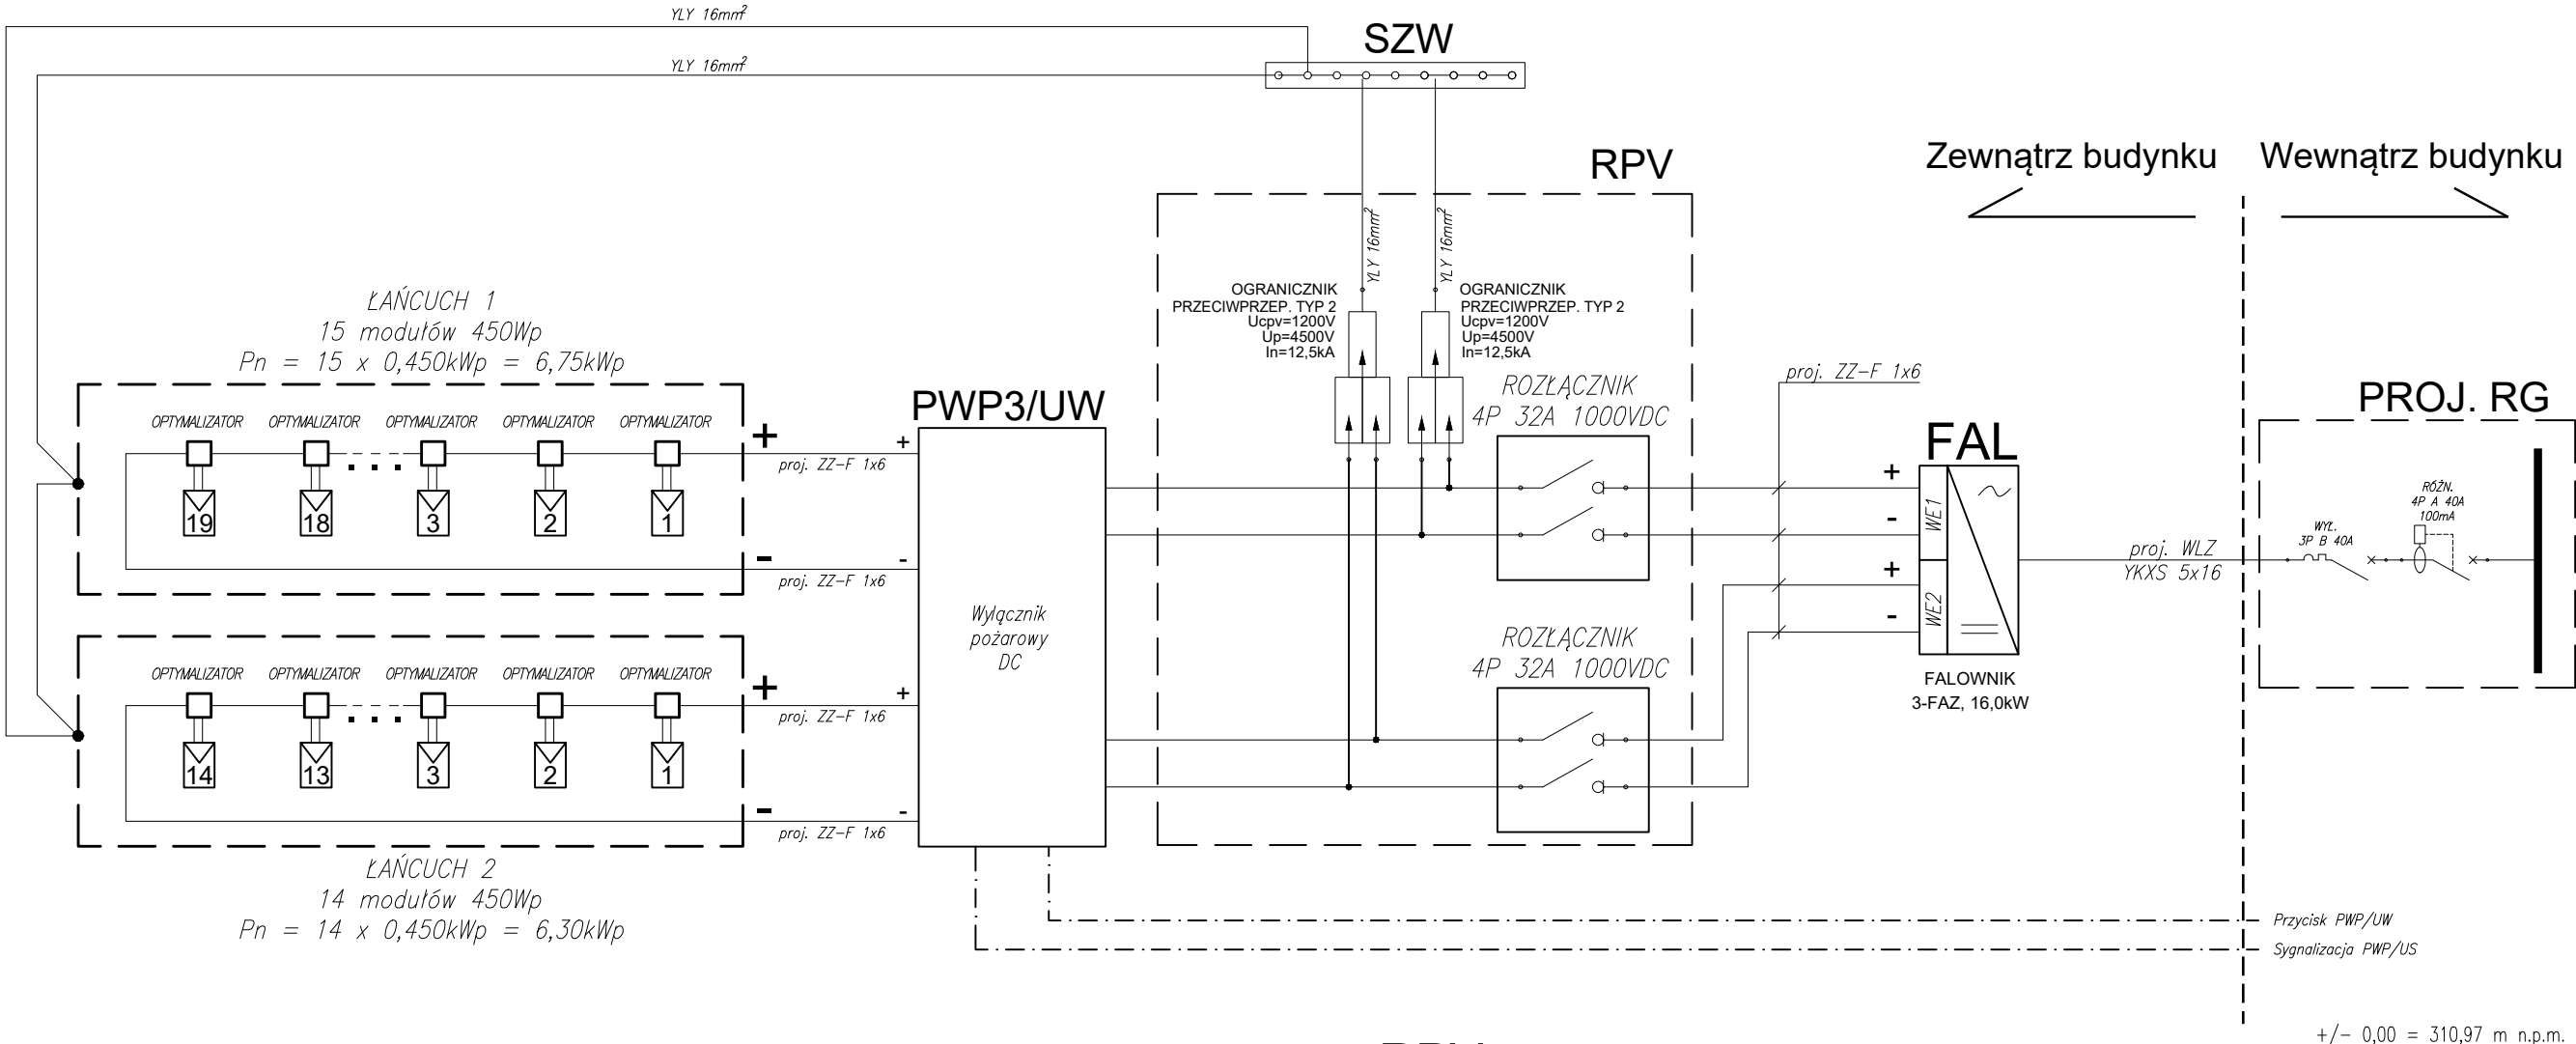 YLY 16mm²
SZW
YLY 16mm²
Zewnątrz budynku
Wewnątrz budynku
RPV
YLY 16mm²
YLY 16mm²
OGRANICZNIK
PRZECIWPRZEP. TYP 2
Ucpv=1200V
Up=4500V
In=12,5kA
OGRANICZNIK
PRZECIWPRZEP. TYP 2
Ucpv=1200V
Up=4500V
In=12,5kA
ŁAŃCUCH 1
15 modułów 450Wp
Pn = 15 x 0,450kWp = 6,75kWp
OPTYMALIZATOR OPTYMALIZATOR OPTYMALIZATOR OPTYMALIZATOR OPTYMALIZATOR
19 18 ... 3 2 1
+
proj. ZZ-F 1x6
+
-
proj. ZZ-F 1x6
-
PWP3/UW
Wyłącznik
pożarowy
DC
ROZŁĄCZNIK
4P 32A 1000VDC
proj. ZZ-F 1x6
FAL
+
-
WE1
+
-
WE2
FALOWNIK
3-FAZ, 16,0kW
proj. WLZ
YKXS 5x16
PROJ. RG
WYŁ.
3P B 40A
RÓŻN.
4P A 40A
100mA
ROZŁĄCZNIK
4P 32A 1000VDC
OPTYMALIZATOR OPTYMALIZATOR OPTYMALIZATOR OPTYMALIZATOR OPTYMALIZATOR
14 13 ... 3 2 1
+
proj. ZZ-F 1x6
+
-
proj. ZZ-F 1x6
-
ŁAŃCUCH 2
14 modułów 450Wp
Pn = 14 x 0,450kWp = 6,30kWp
Przycisk PWP/UW
Sygnalizacja PWP/US
+/- 0,00 = 310,97 m n.p.m.